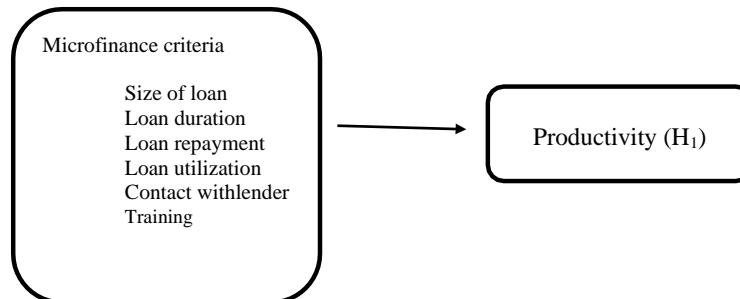 Microfinance criteria
Size of loan
Loan duration
Loan repayment
Loan utilization
Contact withlender
Training
Productivity (H₁)